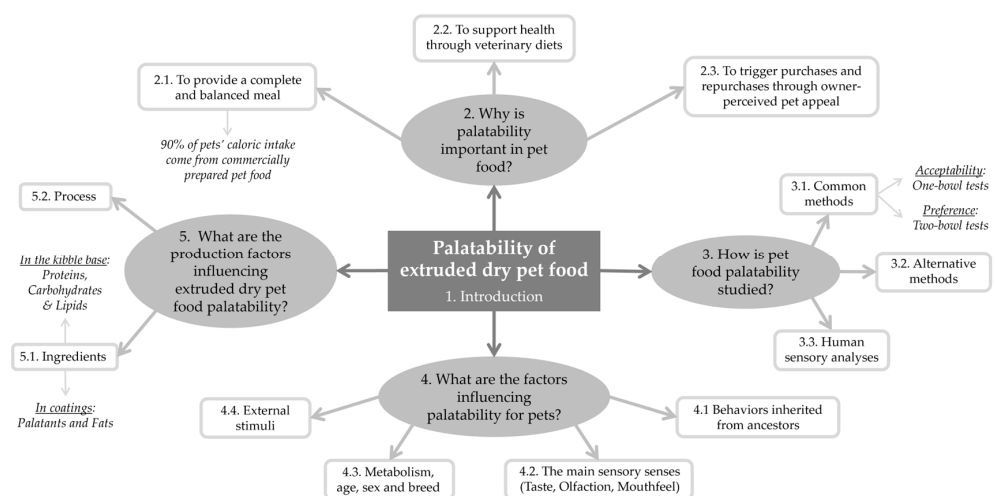 Palatability of
extruded dry pet food
1. Introduction
2. Why is
palatability
important in pet
food?
2.1. To provide a complete
and balanced meal
90% of pets' caloric intake
come from commercially
prepared pet food
2.2. To support health
through veterinary diets
2.3. To trigger purchases and
repurchases through owner-
perceived pet appeal
3. How is pet
food palatability
studied?
3.1. Common
methods
Acceptability:
One-bowl tests
Preference:
Two-bowl tests
3.2. Alternative
methods
3.3. Human
sensory analyses
4. What are the factors
influencing
palatability for pets?
4.1 Behaviors inherited
from ancestors
4.2. The main sensory senses
(Taste, Olfaction, Mouthfeel)
4.3. Metabolism,
age, sex and breed
4.4. External
stimuli
5. What are the
production factors
influencing
extruded dry pet
food palatability?
5.1. Ingredients
In the kibble base:
Proteins,
Carbohydrates
& Lipids
In coatings:
Palatants and Fats
5.2. Process